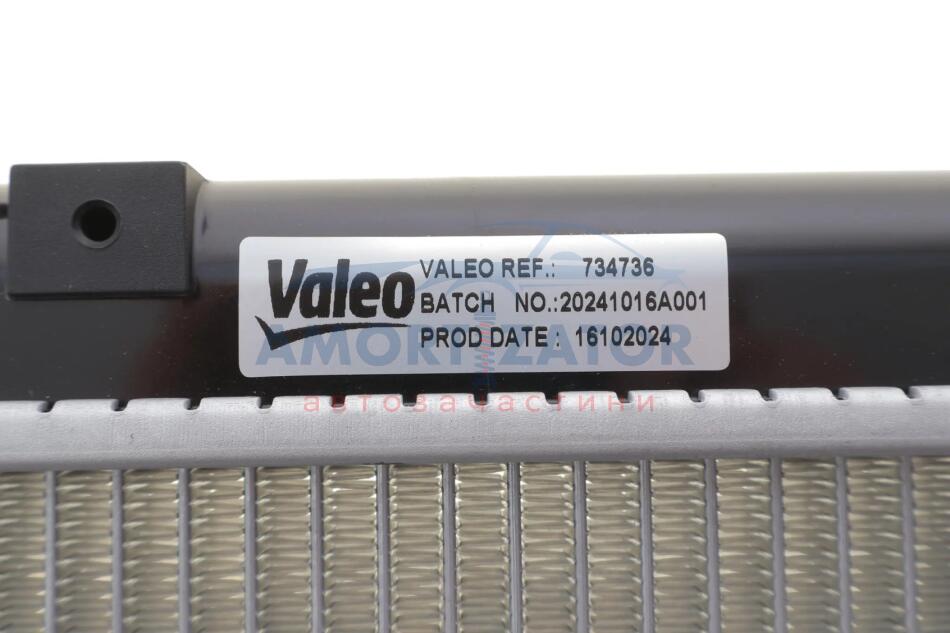 Valeo
VALEO REF.: 734736
BATCH NO.:20241016A001
PROD DATE : 16102024
AMORTIZATOR
автозапчастини